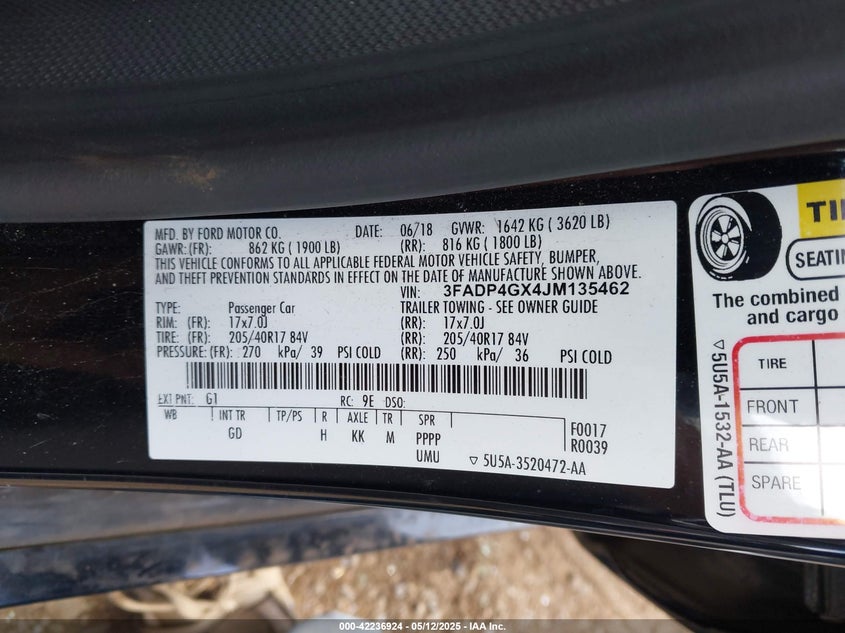 MFD. BY FORD MOTOR CO. DATE: 06/18 GVWR: 1642 KG ( 3620 LB)
GAWR: (FR): 862 KG ( 1900 LB) (RR): 816 KG ( 1800 LB)
THIS VEHICLE CONFORMS TO ALL APPLICABLE FEDERAL MOTOR VEHICLE SAFETY, BUMPER,
AND THEFT PREVENTION STANDARDS IN EFFECT ON THE DATE OF MANUFACTURE SHOWN ABOVE.
VIN: 3FADP4GX4JM135462
TYPE: Passenger Car TRAILER TOWING - SEE OWNER GUIDE
RIM: (FR): 17x7.0J (RR): 17x7.0J
TIRE: (FR): 205/40R17 84V (RR): 205/40R17 84V
PRESSURE: (FR): 270 kPa/ 39 PSI COLD (RR): 250 kPa/ 36 PSI COLD
EXT PNT: G1 RC: 9E DSO:
WB INT TR TP/PS R AXLE TR SPR F0017
GD H KK M PPPP R0039
UMU ▽ 5U5A-3520472-AA
TI
SEATIN
The combined
and cargo
TIRE
FRONT
REAR
SPARE
▽5U5A-1532-AA (TLU)
000-42236924 - 05/12/2025 - IAA Inc.